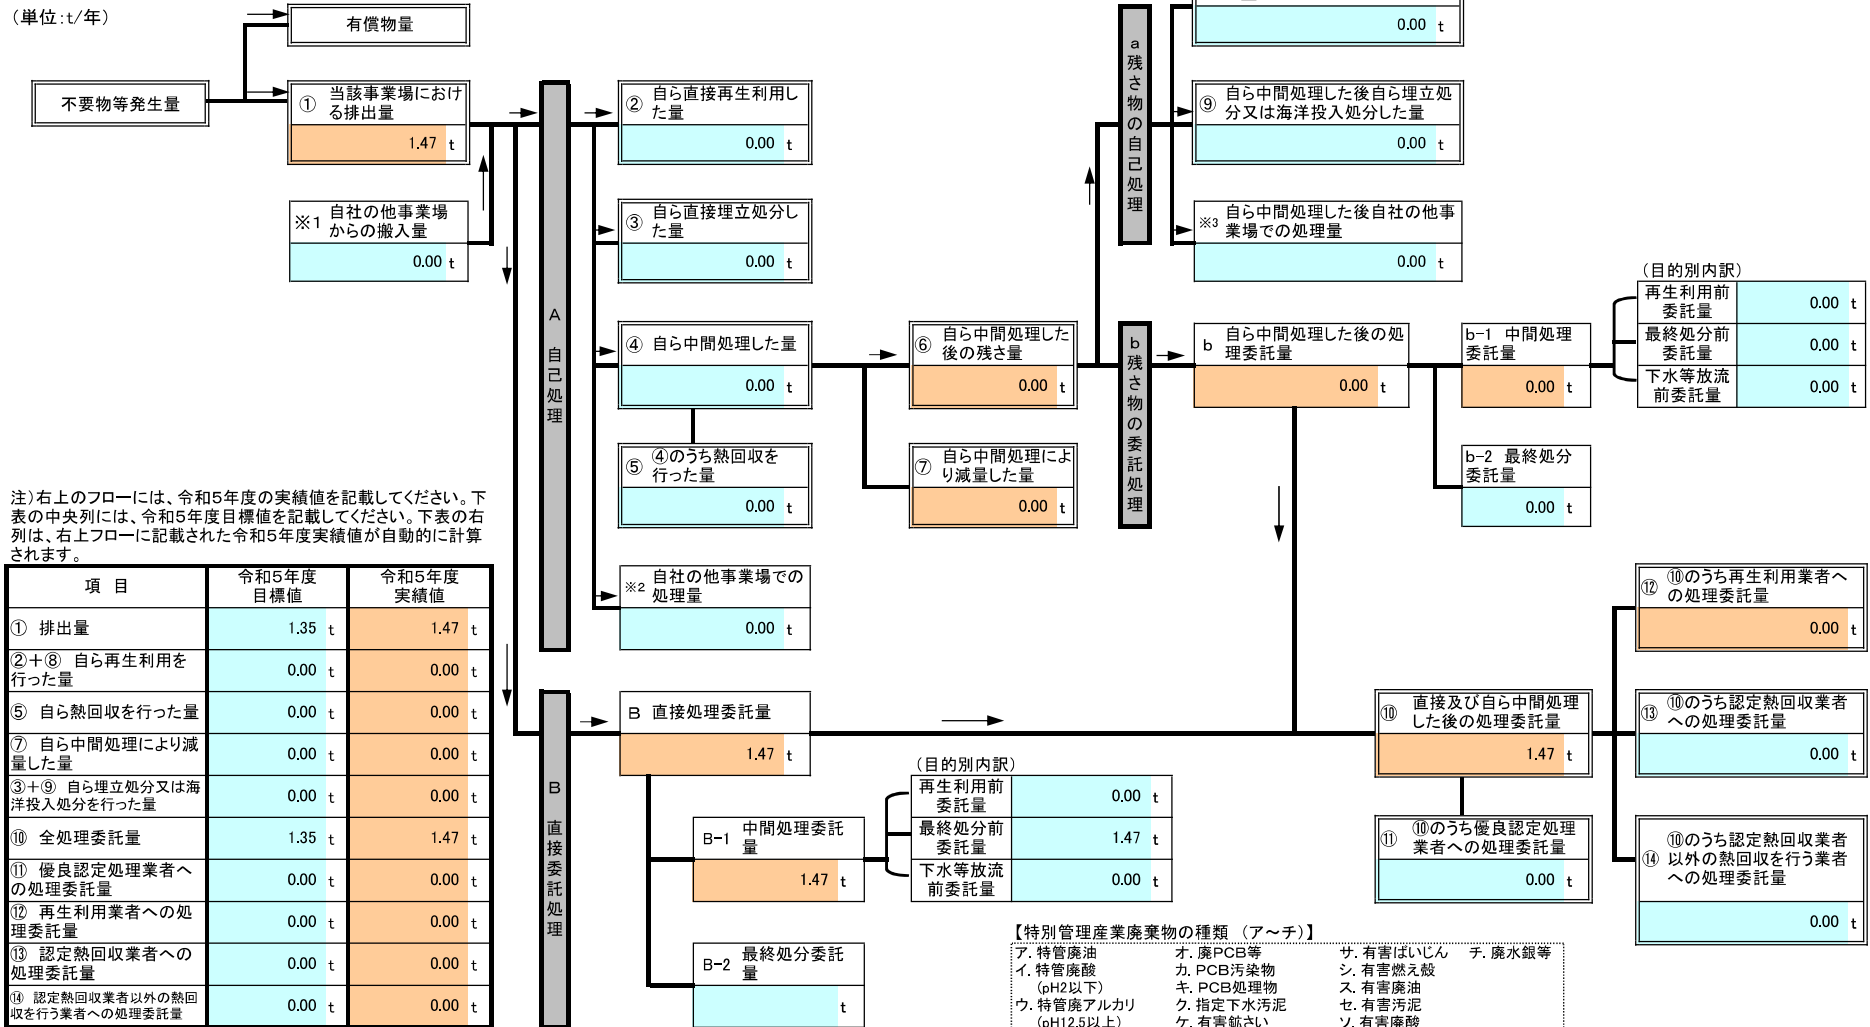 (単位:t/年)
有償物量
不要物等発生量
① 当該事業場におけ
る排出量
1.47 t
※1 自社の他事業場
からの搬入量
0.00 t
A 自己処理
② 自ら直接再生利用し
た量
0.00 t
③ 自ら直接埋立処分し
た量
0.00 t
④ 自ら中間処理した量
0.00 t
⑤ ④のうち熱回収を
行った量
0.00 t
※2 自社の他事業場での
処理量
0.00 t
⑥ 自ら中間処理した
後の残さ量
0.00 t
⑦ 自ら中間処理によ
り減量した量
0.00 t
a 残さ物の自己処理
0.00 t
⑨ 自ら中間処理した後自ら埋立処
分又は海洋投入処分した量
0.00 t
※3 自ら中間処理した後自社の他事
業場での処理量
0.00 t
b 残さ物の委託処理
b 自ら中間処理した後の処
理委託量
0.00 t
b-1 中間処理
委託量
0.00 t
b-2 最終処分
委託量
0.00 t
(目的別内訳)
再生利用前
委託量 0.00 t
最終処分前
委託量 0.00 t
下水等放流
前委託量 0.00 t
注)右上のフローには、令和5年度の実績値を記載してください。下
表の中央列には、令和5年度目標値を記載してください。下表の右
列は、右上フローに記載された令和5年度実績値が自動的に計算
されます。
項 目 令和5年度 令和5年度
目標値 実績値
① 排出量 1.35 t 1.47 t
②+⑧ 自ら再生利用を
行った量 0.00 t 0.00 t
⑤ 自ら熱回収を行った量 0.00 t 0.00 t
⑦ 自ら中間処理により減
量した量 0.00 t 0.00 t
③+⑨ 自ら埋立処分又は海
洋投入処分を行った量 0.00 t 0.00 t
⑩ 全処理委託量 1.35 t 1.47 t
⑪ 優良認定処理業者へ
の処理委託量 0.00 t 0.00 t
⑫ 再生利用業者への処
理委託量 0.00 t 0.00 t
⑬ 認定熱回収業者への
処理委託量 0.00 t 0.00 t
⑭ 認定熱回収業者以外の熱回
収を行う業者への処理委託量 0.00 t 0.00 t
B 直接委託処理
B 直接処理委託量
1.47 t
B-1 中間処理委託
量
1.47 t
B-2 最終処分委託
量
t
(目的別内訳)
再生利用前
委託量 0.00 t
最終処分前
委託量 1.47 t
下水等放流
前委託量 0.00 t
⑩ 直接及び自ら中間処理
した後の処理委託量
1.47 t
⑪ ⑩のうち優良認定処理
業者への処理委託量
0.00 t
⑫ ⑩のうち再生利用業者へ
の処理委託量
0.00 t
⑬ ⑩のうち認定熱回収業者
への処理委託量
0.00 t
⑭ ⑩のうち認定熱回収業者
以外の熱回収を行う業者
への処理委託量
0.00 t
【特別管理産業廃棄物の種類 (ア~チ)】
ア. 特管廃油 オ. 廃PCB等 サ. 有害ばいじん チ. 廃水銀等
イ. 特管廃酸 カ. PCB汚染物 シ. 有害燃え殻
(pH2以下) キ. PCB処理物 ス. 有害廃油
ウ. 特管廃アルカリ ク. 指定下水汚泥 セ. 有害汚泥
(pH12.5以上) ケ. 有害鉱さい ソ. 有害廃酸